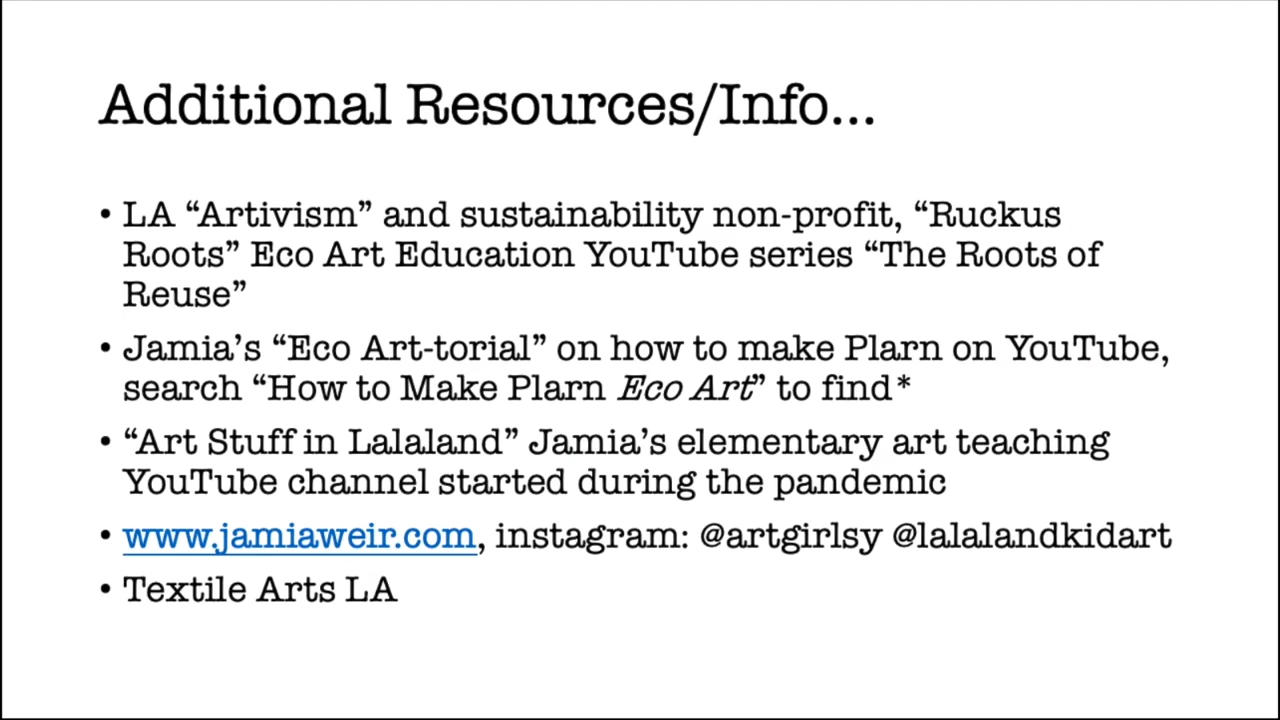 Additional Resources/Info...
• LA “Artivism” and sustainability non-profit, “Ruckus
Roots” Eco Art Education YouTube series “The Roots of
Reuse”
• Jamia’s “Eco Art-torial” on how to make Plarn on YouTube,
search “How to Make Plarn Eco Art” to find*
• “Art Stuff in Lalaland” Jamia’s elementary art teaching
YouTube channel started during the pandemic
• www.jamiaweir.com, instagram: @artgirlsy @lalalandkidart
• Textile Arts LA